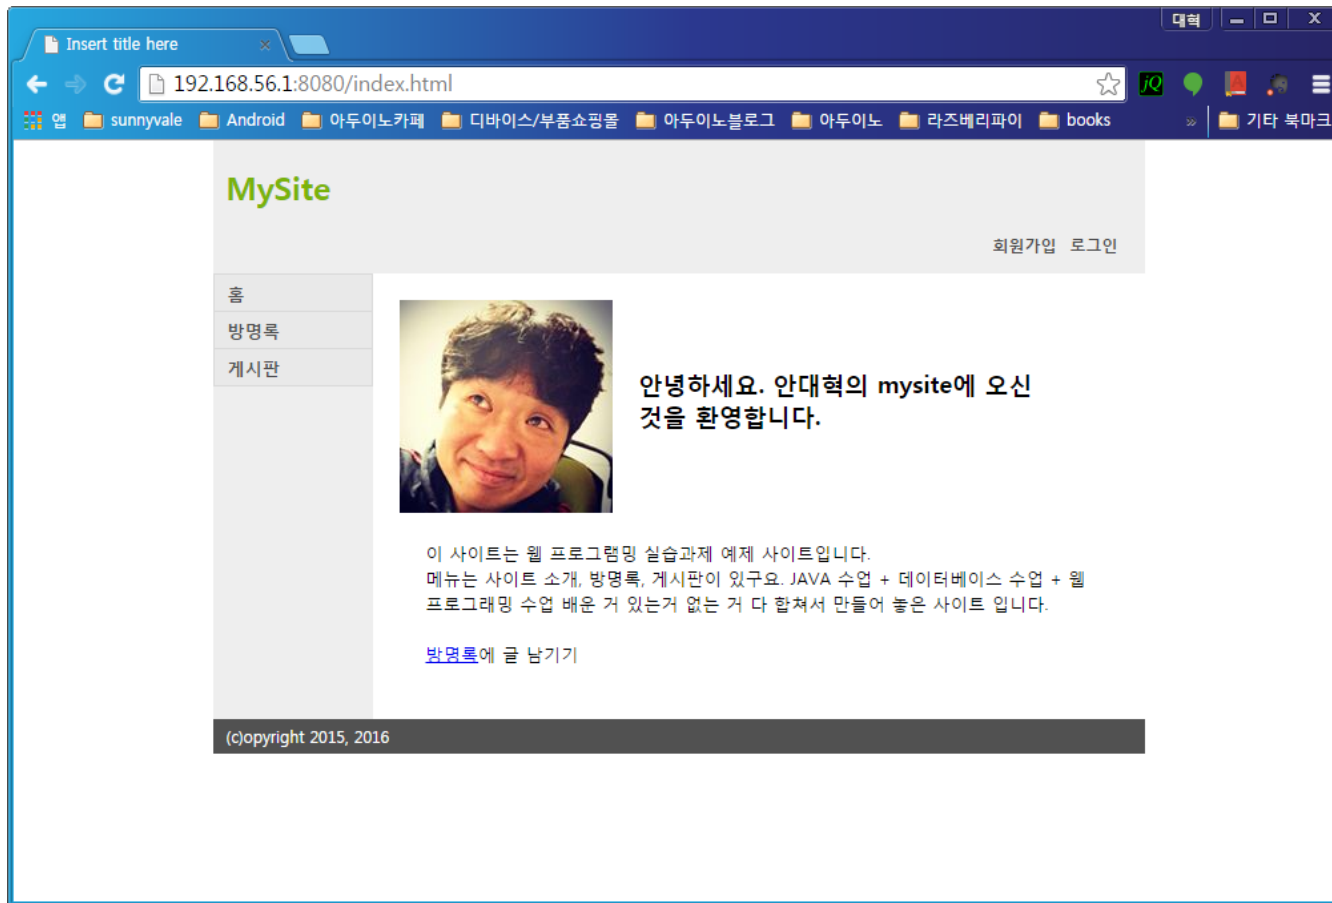 대혁
Insert title here
192.168.56.1:8080/index.html
jQ
앱 sunnyvale Android 아두이노카페 디바이스/부품쇼핑몰 아두이노블로그 아두이노 라즈베리파이 books » 기타 북마크
MySite
회원가입 로그인
홈
방명록
게시판
안녕하세요. 안대혁의 mysite에 오신
것을 환영합니다.
이 사이트는 웹 프로그램밍 실습과제 예제 사이트입니다.
메뉴는 사이트 소개, 방명록, 게시판이 있구요. JAVA 수업 + 데이터베이스 수업 + 웹
프로그래밍 수업 배운 거 있는거 없는 거 다 합쳐서 만들어 놓은 사이트 입니다.
방명록에 글 남기기
(c)opyright 2015, 2016